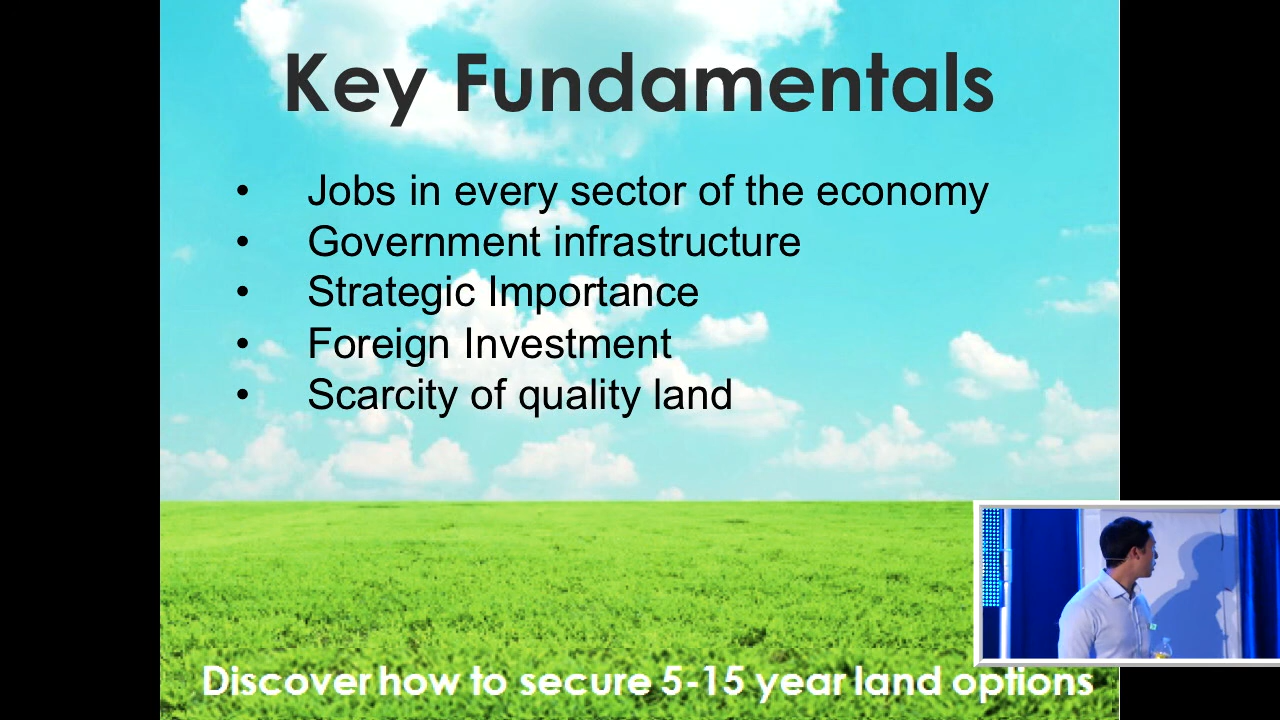 Key Fundamentals
• Jobs in every sector of the economy
• Government infrastructure
• Strategic Importance
• Foreign Investment
• Scarcity of quality land
Discover how to secure 5-15 year land options